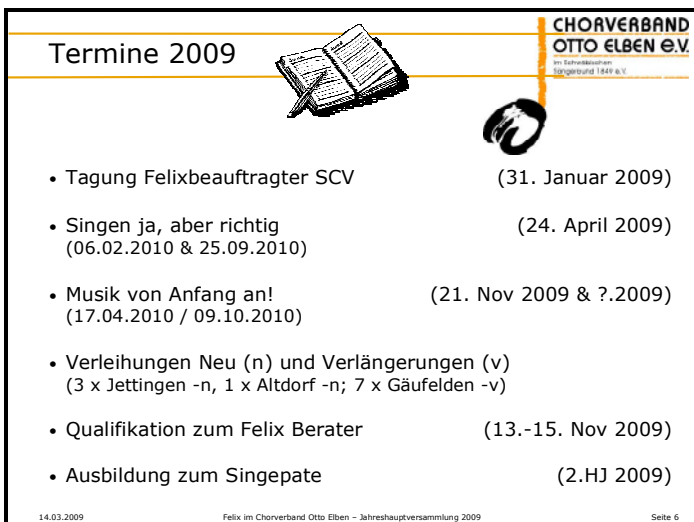 CHORVERBAND
OTTO ELBEN e.V.
im Schwäbischen
Sängerbund 1849 e.V.
Termine 2009
• Tagung Felixbeauftragter SCV (31. Januar 2009)
• Singen ja, aber richtig (24. April 2009)
(06.02.2010 & 25.09.2010)
• Musik von Anfang an! (21. Nov 2009 & ?.2009)
(17.04.2010 / 09.10.2010)
• Verleihungen Neu (n) und Verlängerungen (v)
(3 x Jettingen -n, 1 x Altdorf -n; 7 x Gäufelden -v)
• Qualifikation zum Felix Berater (13.-15. Nov 2009)
• Ausbildung zum Singepate (2.HJ 2009)
14.03.2009 Felix im Chorverband Otto Elben – Jahreshauptversammlung 2009 Seite 6